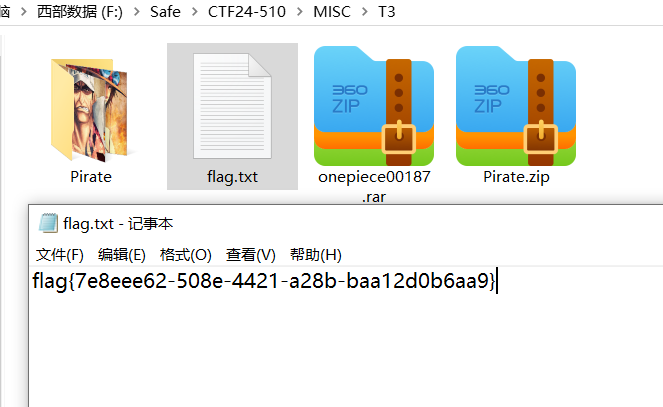 脑 > 西部数据 (F:) > Safe > CTF24-510 > MISC > T3
Pirate
flag.txt
onepiece00187
.rar
Pirate.zip
360
ZIP
360
ZIP
flag.txt - 记事本
文件(F) 编辑(E) 格式(O) 查看(V) 帮助(H)
flag{7e8eee62-508e-4421-a28b-baa12d0b6aa9}